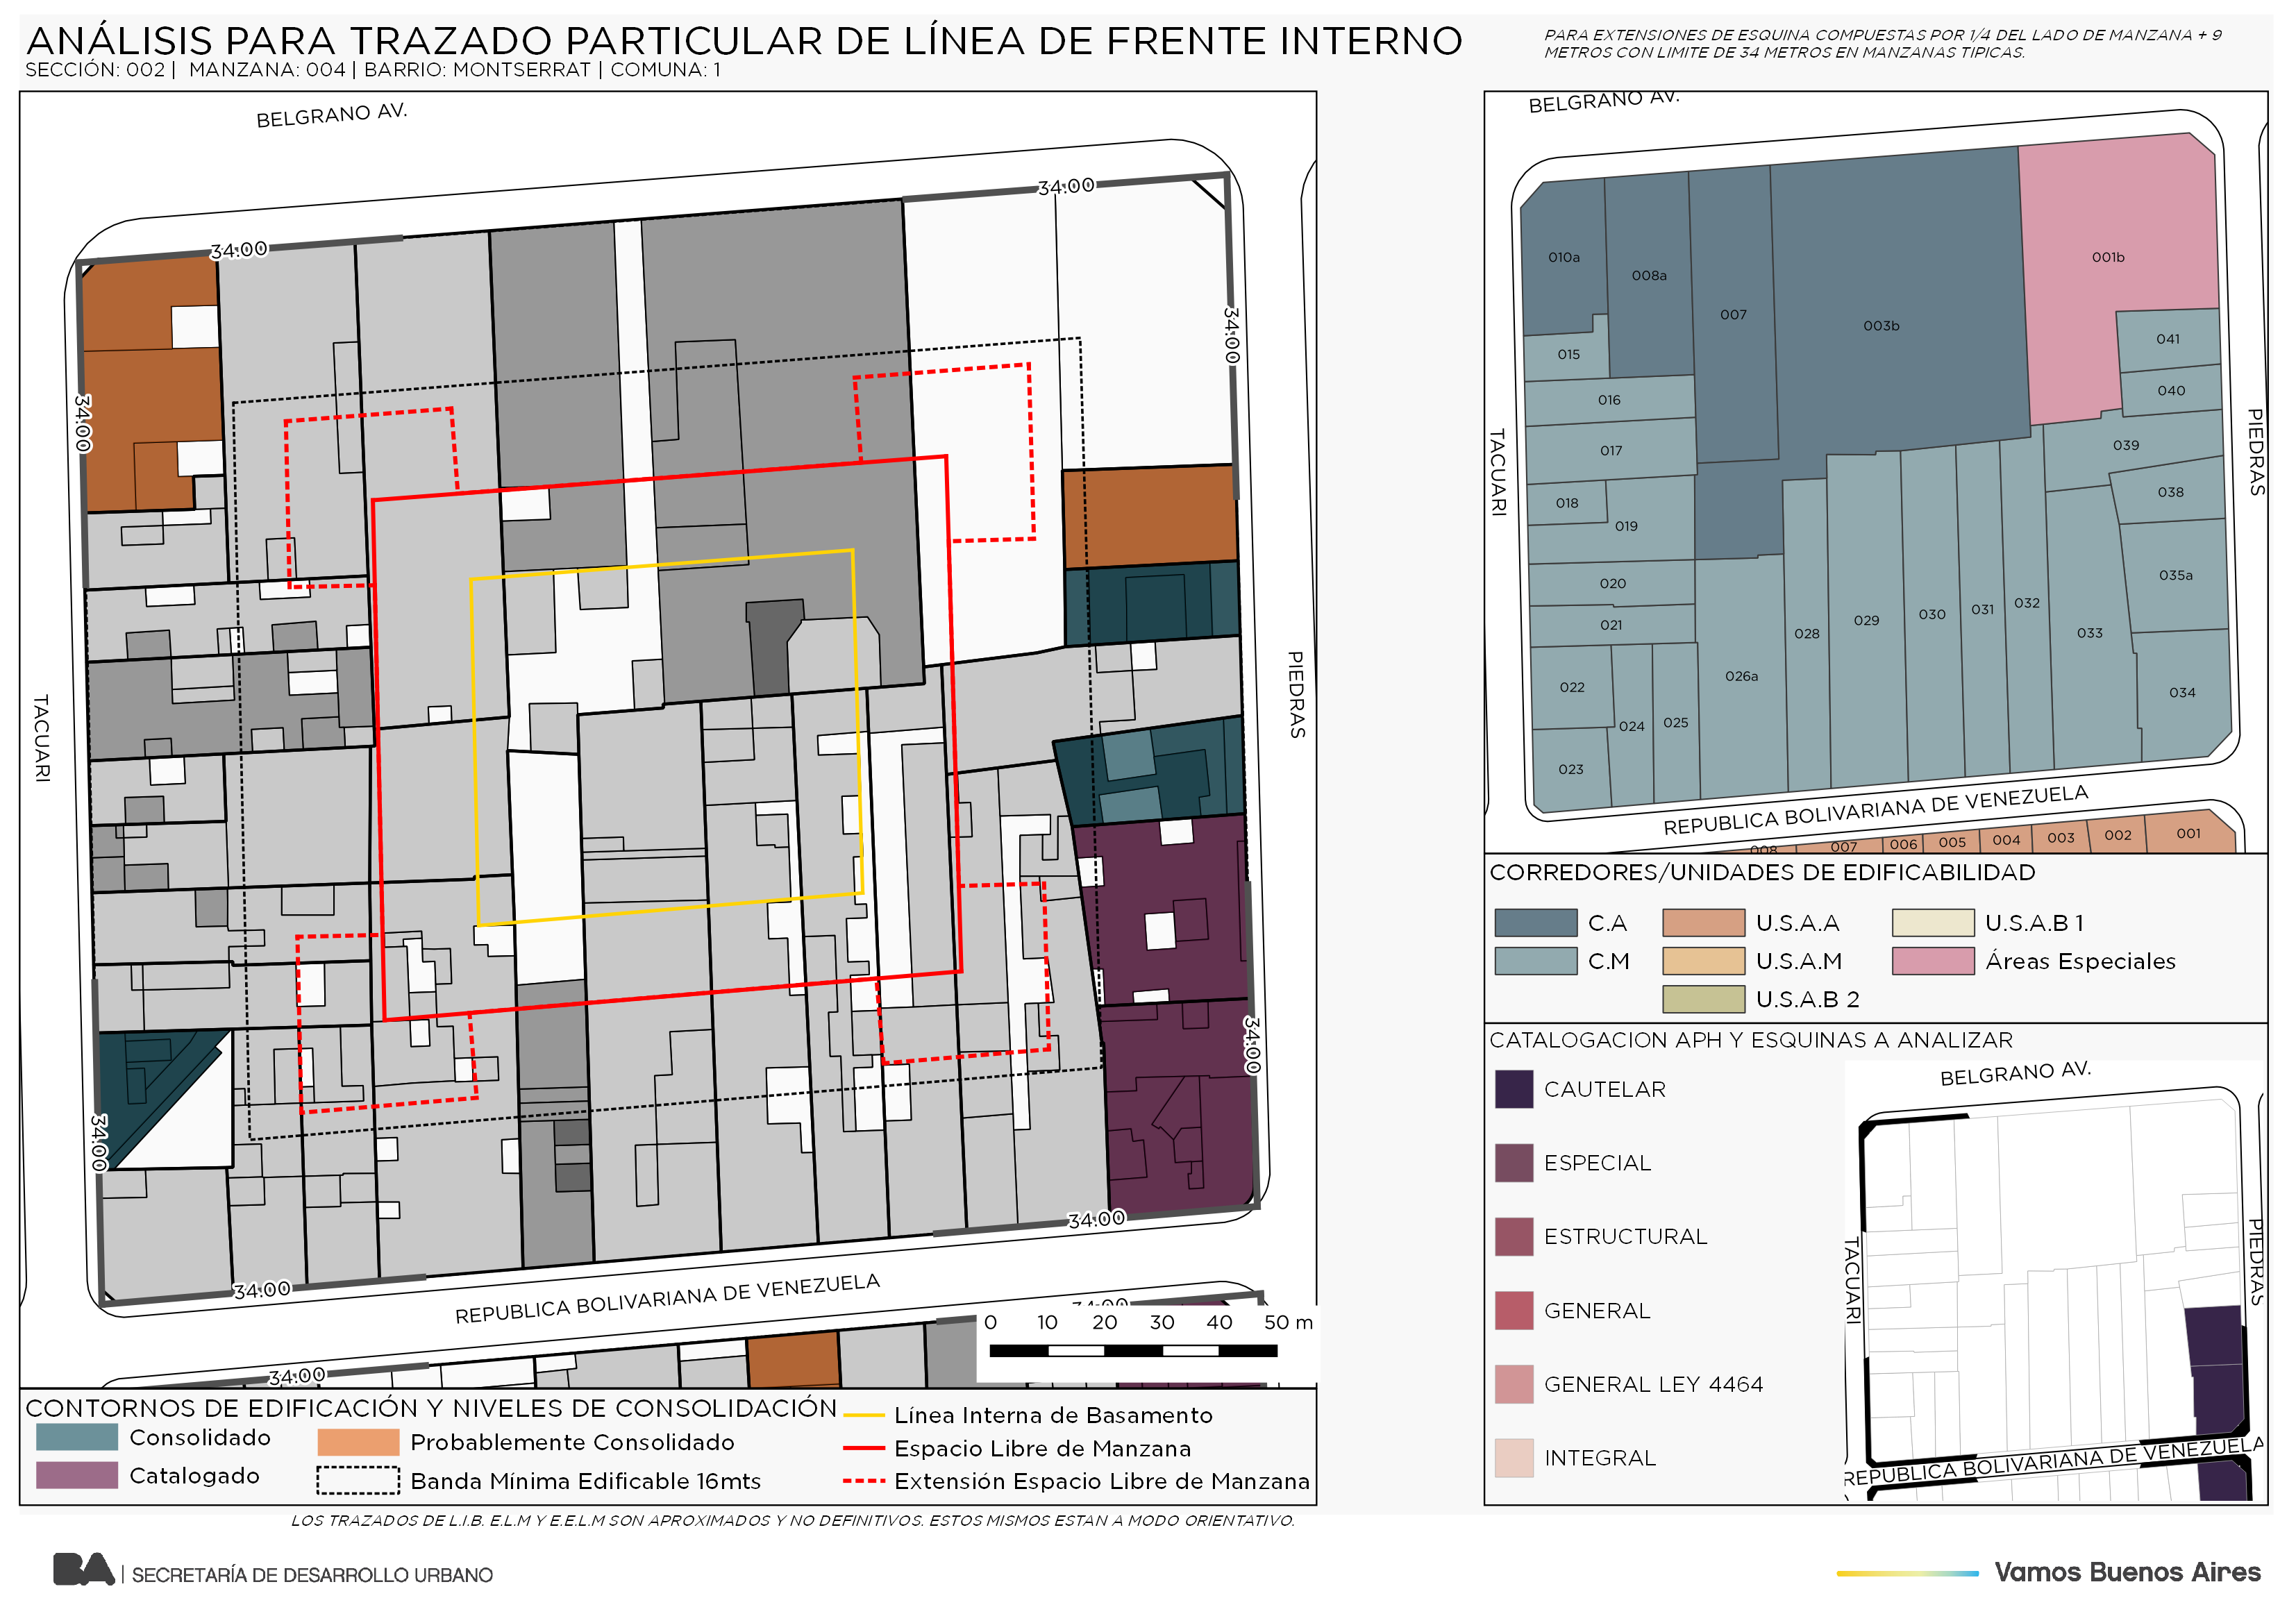 ANÁLISIS PARA TRAZADO PARTICULAR DE LÍNEA DE FRENTE INTERNO
SECCIÓN: 002 | MANZANA: 004 | BARRIO: MONTSERRAT | COMUNA: 1
PARA EXTENSIONES DE ESQUINA COMPUESTAS POR 1/4 DEL LADO DE MANZANA + 9
METROS CON LIMITE DE 34 METROS EN MANZANAS TIPICAS.
BELGRANO AV.
34.00
34.00
34.00
34.00
TACUARI
PIEDRAS
34.00
34.00
34.00
34.00
REPUBLICA BOLIVARIANA DE VENEZUELA
34.00
34.00
0 10 20 30 40 50 m
CONTORNOS DE EDIFICACIÓN Y NIVELES DE CONSOLIDACIÓN
Consolidado
Catalogado
Probablemente Consolidado
Banda Mínima Edificable 16mts
Línea Interna de Basamento
Espacio Libre de Manzana
Extensión Espacio Libre de Manzana
LOS TRAZADOS DE L.I.B. E.L.M Y E.E.L.M SON APROXIMADOS Y NO DEFINITIVOS. ESTOS MISMOS ESTAN A MODO ORIENTATIVO.
BELGRANO AV.
010a
008a
007
003b
001b
015
016
017
018
019
020
021
022
023
024
025
026a
028
029
030
031
032
033
034
035a
038
039
040
041
TACUARI
PIEDRAS
REPUBLICA BOLIVARIANA DE VENEZUELA
008 007 006 005 004 003 002 001
CORREDORES/UNIDADES DE EDIFICABILIDAD
C.A
C.M
U.S.A.A
U.S.A.M
U.S.A.B 2
U.S.A.B 1
Áreas Especiales
CATALOGACION APH Y ESQUINAS A ANALIZAR
CAUTELAR
ESPECIAL
ESTRUCTURAL
GENERAL
GENERAL LEY 4464
INTEGRAL
BELGRANO AV.
TACUARI
PIEDRAS
REPUBLICA BOLIVARIANA DE VENEZUELA
BA | SECRETARÍA DE DESARROLLO URBANO
Vamos Buenos Aires